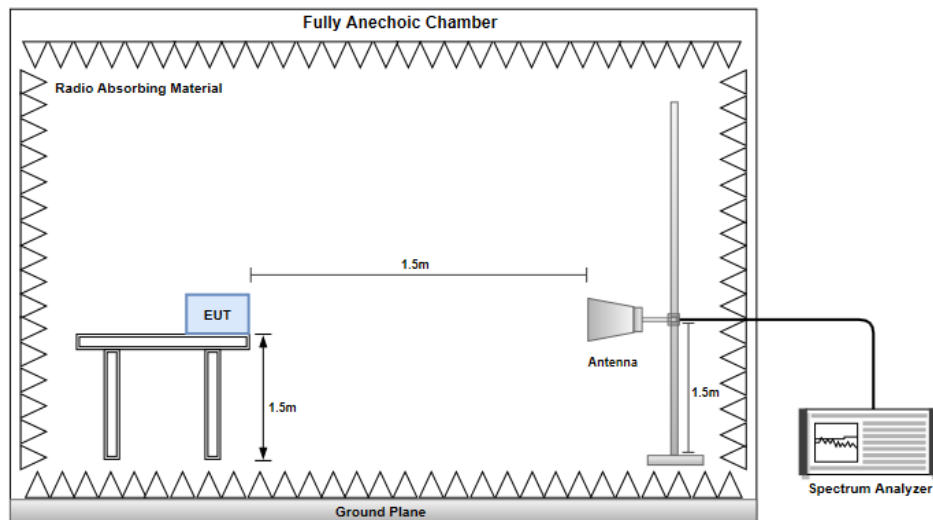 Fully Anechoic Chamber
Radio Absorbing Material
1.5m
EUT
Antenna
1.5m
1.5m
Spectrum Analyzer
Ground Plane